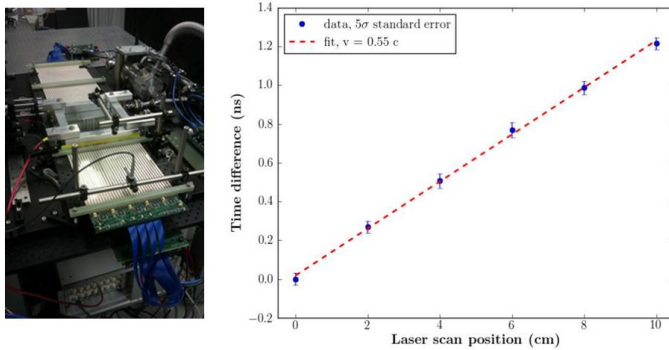 data, 5σ standard error
fit, v = 0.55 c
1.4
1.2
1.0
0.8
0.6
0.4
0.2
0.0
−0.2
Time difference (ns)
0 2 4 6 8 10
Laser scan position (cm)